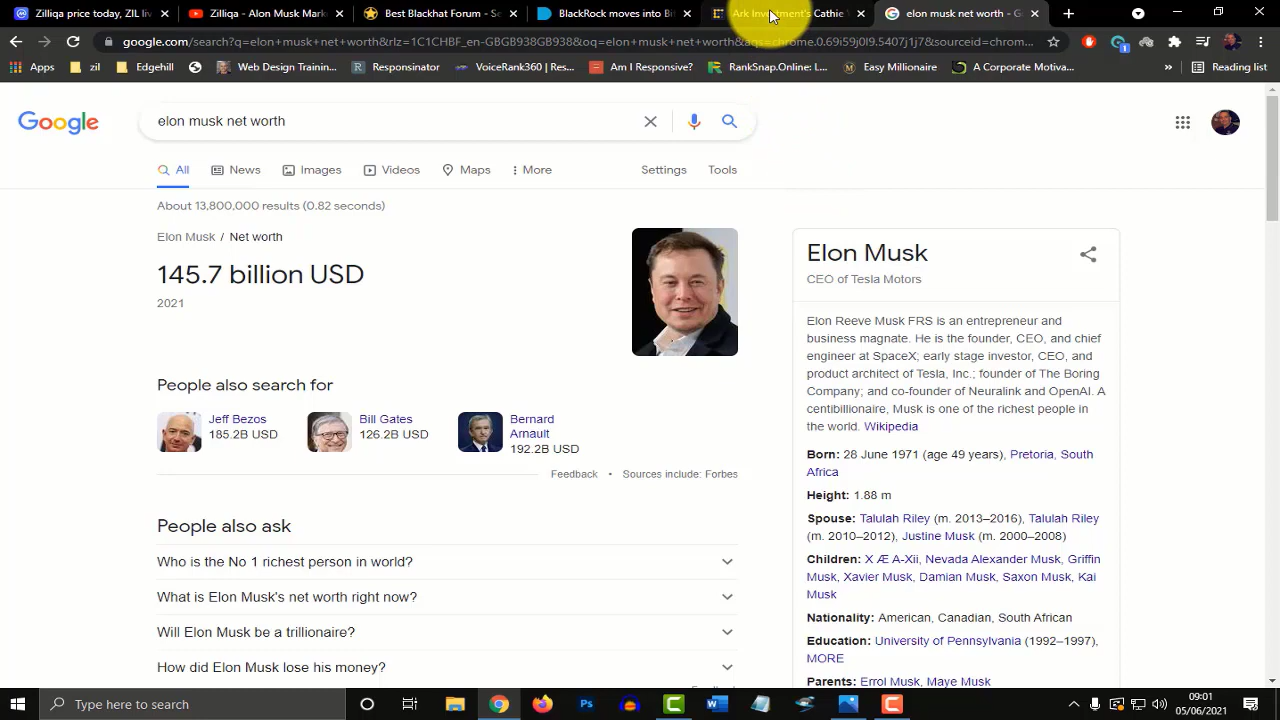 Zilliqa price today, ZIL live
Zilliqa - Alon Musk Mark
Best Blackhat Forum - Se
BlackRock moves into Bi
Ark Investment's Cathie
elon musk net worth - G
google.com/search?q=elon+musk+net+worth&rlz=1C1CHBF_en-GBGB938GB938&oq=elon+musk+net+worth&aqs=chrome.0.69i59j0l9.5407j1j7&sourceid=chrom...
Apps
zil
Edgehill
Web Design Trainin...
Responsinator
VoiceRank360 | Res...
Am I Responsive?
RankSnap.Online: L...
Easy Millionaire
A Corporate Motiva...
»
Reading list
Google
elon musk net worth
All
News
Images
Videos
Maps
More
Settings
Tools
About 13,800,000 results (0.82 seconds)
Elon Musk / Net worth
145.7 billion USD
2021
People also search for
Jeff Bezos
185.2B USD
Bill Gates
126.2B USD
Bernard
Arnault
192.2B USD
Feedback • Sources include: Forbes
People also ask
Who is the No 1 richest person in world?
What is Elon Musk's net worth right now?
Will Elon Musk be a trillionaire?
How did Elon Musk lose his money?
Elon Musk
CEO of Tesla Motors
Elon Reeve Musk FRS is an entrepreneur and
business magnate. He is the founder, CEO, and chief
engineer at SpaceX; early stage investor, CEO, and
product architect of Tesla, Inc.; founder of The Boring
Company; and co-founder of Neuralink and OpenAI. A
centibillionaire, Musk is one of the richest people in
the world. Wikipedia
Born: 28 June 1971 (age 49 years), Pretoria, South
Africa
Height: 1.88 m
Spouse: Talulah Riley (m. 2013–2016), Talulah Riley
(m. 2010–2012), Justine Musk (m. 2000–2008)
Children: X Æ A-Xii, Nevada Alexander Musk, Griffin
Musk, Xavier Musk, Damian Musk, Saxon Musk, Kai
Musk
Nationality: American, Canadian, South African
Education: University of Pennsylvania (1992–1997),
MORE
Parents: Errol Musk, Maye Musk
Type here to search
09:01
05/06/2021